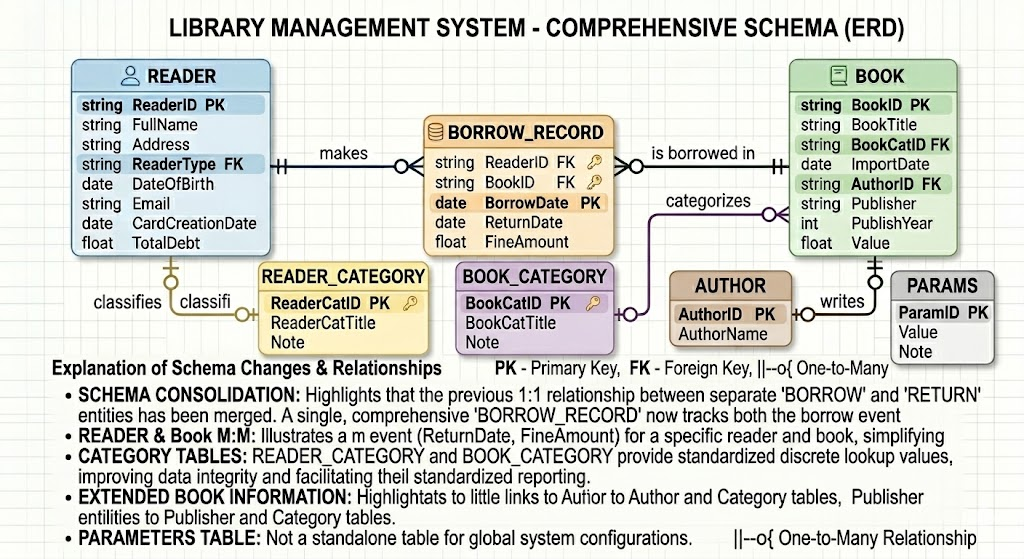 LIBRARY MANAGEMENT SYSTEM - COMPREHENSIVE SCHEMA (ERD)
READER
string ReaderID PK
string FullName
string Address
string ReaderType FK
date DateOfBirth
string Email
date CardCreationDate
float TotalDebt
makes
BORROW_RECORD
string ReaderID FK
string BookID FK
date BorrowDate PK
date ReturnDate
float FineAmount
is borrowed in
categorizes
BOOK
string BookID PK
string BookTitle
string BookCatID FK
date ImportDate
string AuthorID FK
string Publisher
int PublishYear
float Value
classifies classifi
READER_CATEGORY
ReaderCatID PK
ReaderCatTitle
Note
BOOK_CATEGORY
BookCatID PK
BookCatTitle
Note
AUTHOR
AuthorID PK
AuthorName
writes
PARAMS
ParamID PK
Value
Note
Explanation of Schema Changes & Relationships
PK - Primary Key, FK - Foreign Key, ||--o{ One-to-Many
• SCHEMA CONSOLIDATION: Highlights that the previous 1:1 relationship between separate 'BORROW' and 'RETURN'
entities has been merged. A single, comprehensive 'BORROW_RECORD' now tracks both the borrow event
• READER & Book M:M: Illustrates a m event (ReturnDate, FineAmount) for a specific reader and book, simplifying
• CATEGORY TABLES: READER_CATEGORY and BOOK_CATEGORY provide standardized discrete lookup values,
improving data integrity and facilitating theil standardized reporting.
• EXTENDED BOOK INFORMATION: Highlightats to little links to Autior to Author and Category tables, Publisher
entilities to Publisher and Category tables.
• PARAMETERS TABLE: Not a standalone table for global system configurations.
||--o{ One-to-Many Relationship